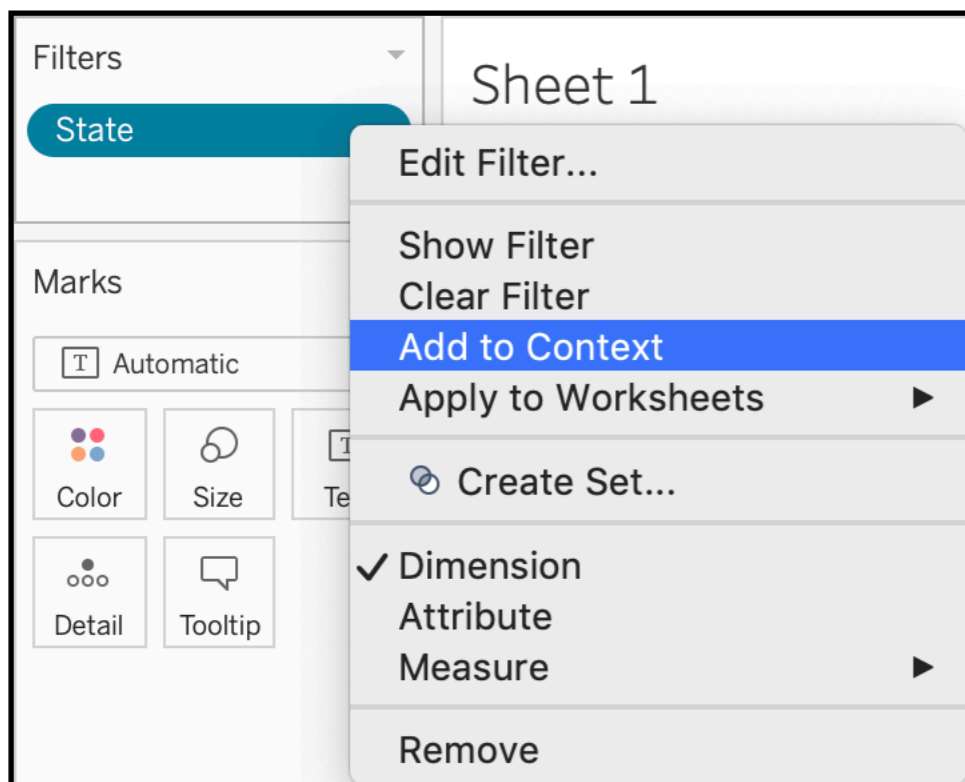 Filters
State
Sheet 1
Edit Filter...
Show Filter
Clear Filter
Add to Context
Apply to Worksheets
Create Set...
Dimension
Attribute
Measure
Remove
Marks
T Automatic
Color
Size
Detail
Tooltip